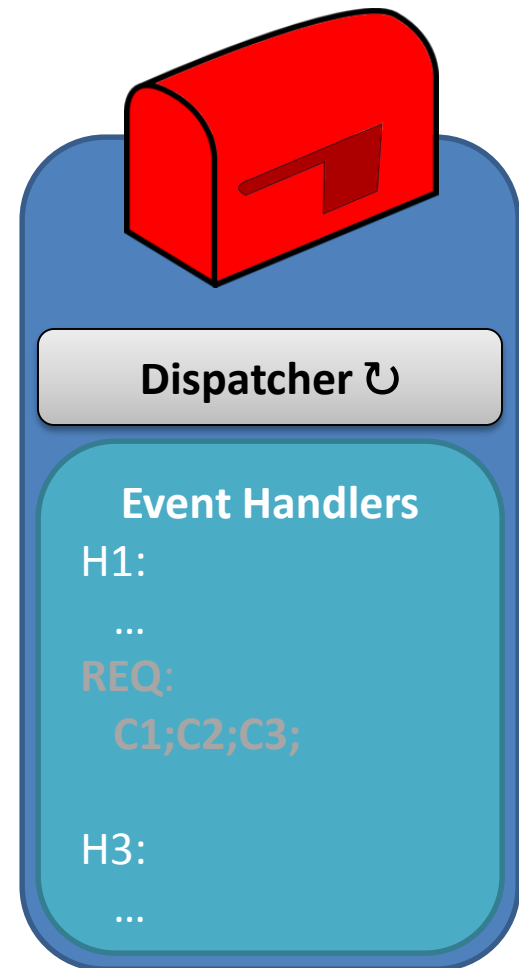 Dispatcher ↻
Event Handlers
H1:
…
REQ:
C1;C2;C3;
H3:
…